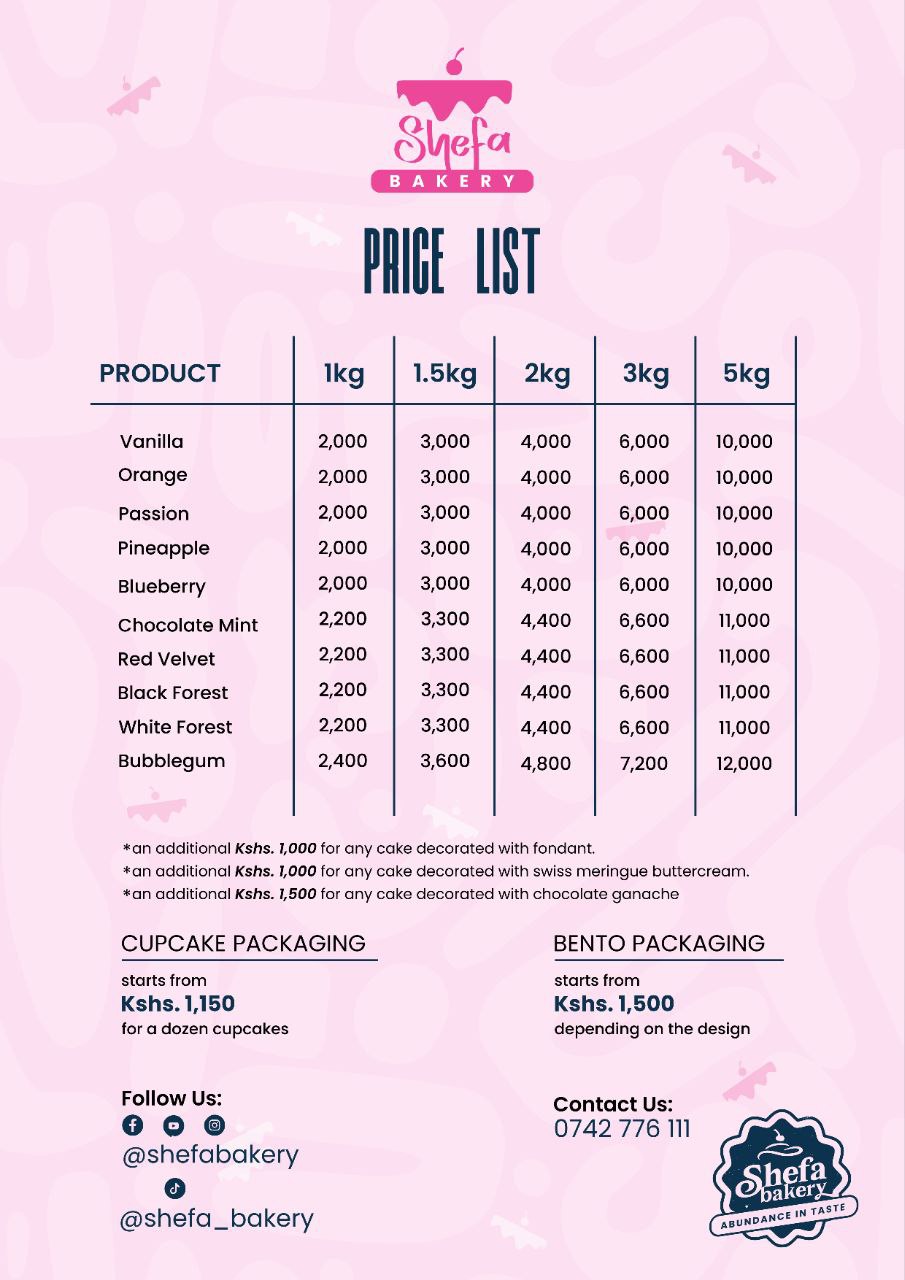 Shefa
BAKERY
PRICE LIST
PRODUCT 1kg 1.5kg 2kg 3kg 5kg
Vanilla 2,000 3,000 4,000 6,000 10,000
Orange 2,000 3,000 4,000 6,000 10,000
Passion 2,000 3,000 4,000 6,000 10,000
Pineapple 2,000 3,000 4,000 6,000 10,000
Blueberry 2,000 3,000 4,000 6,000 10,000
Chocolate Mint 2,200 3,300 4,400 6,600 11,000
Red Velvet 2,200 3,300 4,400 6,600 11,000
Black Forest 2,200 3,300 4,400 6,600 11,000
White Forest 2,200 3,300 4,400 6,600 11,000
Bubblegum 2,400 3,600 4,800 7,200 12,000
*an additional Kshs. 1,000 for any cake decorated with fondant.
*an additional Kshs. 1,000 for any cake decorated with swiss meringue buttercream.
*an additional Kshs. 1,500 for any cake decorated with chocolate ganache
CUPCAKE PACKAGING
starts from
Kshs. 1,150
for a dozen cupcakes
BENTO PACKAGING
starts from
Kshs. 1,500
depending on the design
Follow Us:
@shefabakery
@shefa_bakery
Contact Us:
0742 776 111
Shefa
bakery
ABUNDANCE IN TASTE